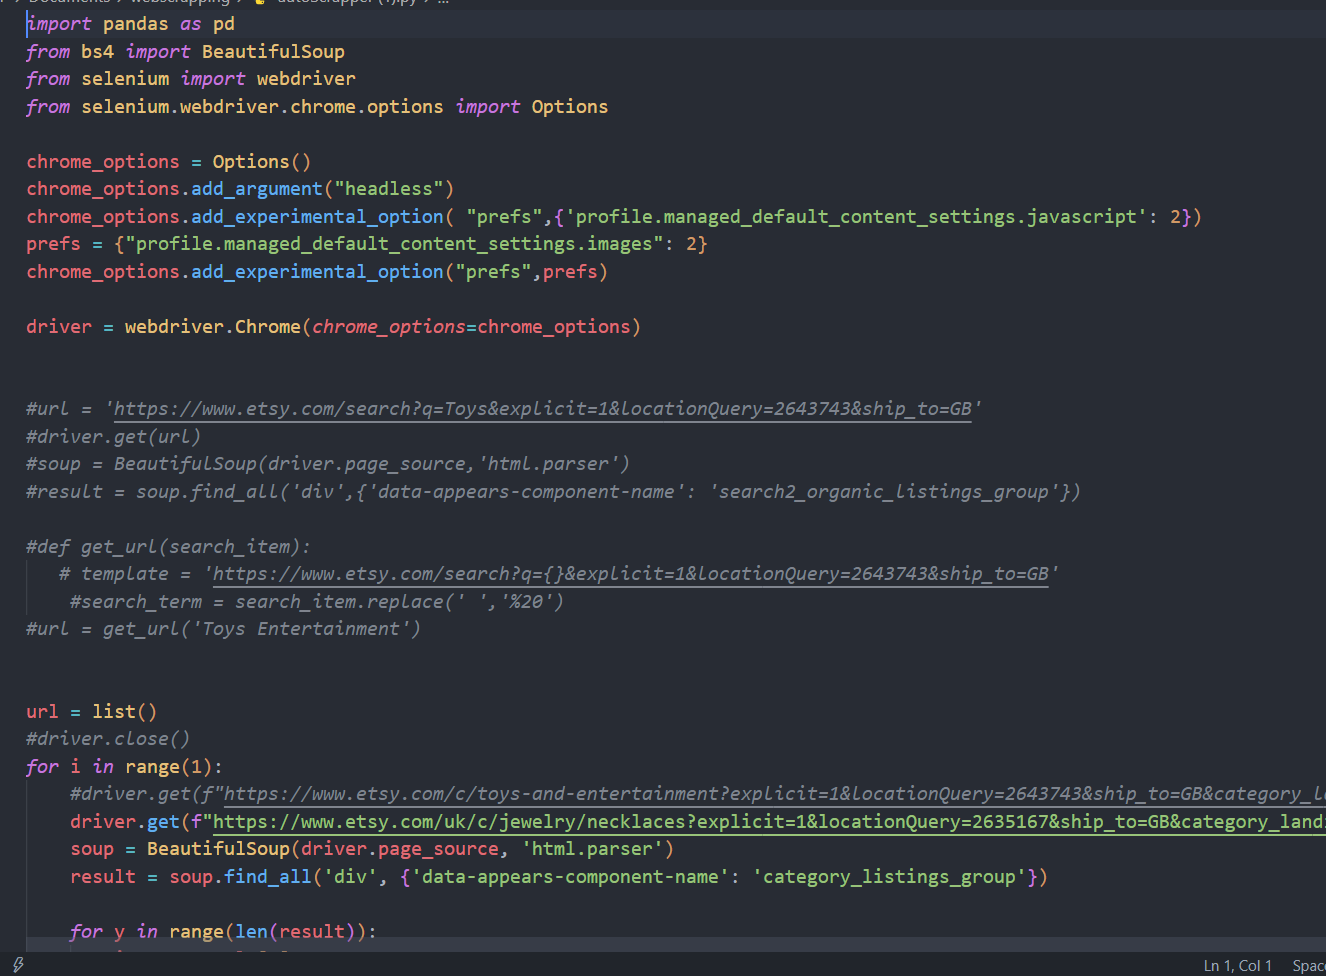 Documents > webscrapping > autoScrapper (1).py > ...
import pandas as pd
from bs4 import BeautifulSoup
from selenium import webdriver
from selenium.webdriver.chrome.options import Options
chrome_options = Options()
chrome_options.add_argument("headless")
chrome_options.add_experimental_option( "prefs",{'profile.managed_default_content_settings.javascript': 2})
prefs = {"profile.managed_default_content_settings.images": 2}
chrome_options.add_experimental_option("prefs",prefs)
driver = webdriver.Chrome(chrome_options=chrome_options)
#url = 'https://www.etsy.com/search?q=Toys&explicit=1&locationQuery=2643743&ship_to=GB'
#driver.get(url)
#soup = BeautifulSoup(driver.page_source,'html.parser')
#result = soup.find_all('div',{'data-appears-component-name': 'search2_organic_listings_group'})
#def get_url(search_item):
# template = 'https://www.etsy.com/search?q={}&explicit=1&locationQuery=2643743&ship_to=GB'
#search_term = search_item.replace(' ','%20')
#url = get_url('Toys Entertainment')
url = list()
#driver.close()
for i in range(1):
#driver.get(f"https://www.etsy.com/c/toys-and-entertainment?explicit=1&locationQuery=2643743&ship_to=GB&category_l
driver.get(f"https://www.etsy.com/uk/c/jewelry/necklaces?explicit=1&locationQuery=2635167&ship_to=GB&category_land
soup = BeautifulSoup(driver.page_source, 'html.parser')
result = soup.find_all('div', {'data-appears-component-name': 'category_listings_group'})
for y in range(len(result)):
Ln 1, Col 1 Spac